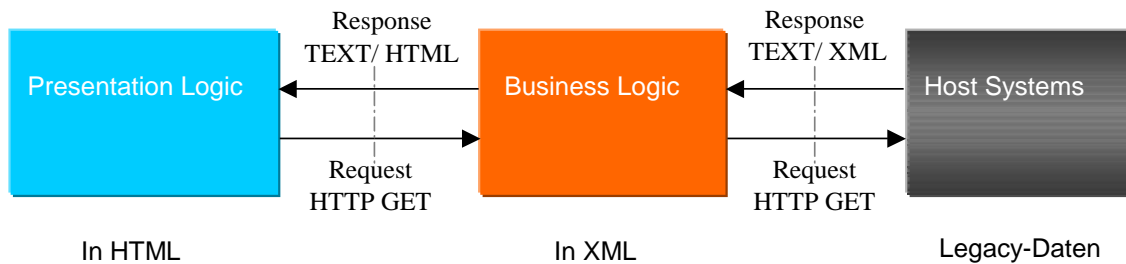 Response
TEXT/ HTML
Response
TEXT/ XML
Presentation Logic
Business Logic
Host Systems
Request
HTTP GET
Request
HTTP GET
In HTML
In XML
Legacy-Daten